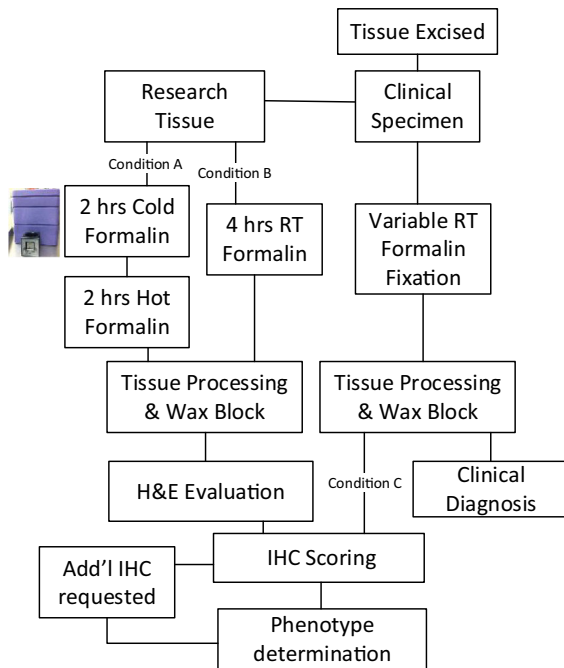 Tissue Excised
Research
Tissue
Clinical
Specimen
Condition A
Condition B
2 hrs Cold
Formalin
4 hrs RT
Formalin
Variable RT
Formalin
Fixation
2 hrs Hot
Formalin
Tissue Processing
& Wax Block
Tissue Processing
& Wax Block
H&E Evaluation
Condition C
Clinical
Diagnosis
IHC Scoring
Add'l IHC
requested
Phenotype
determination